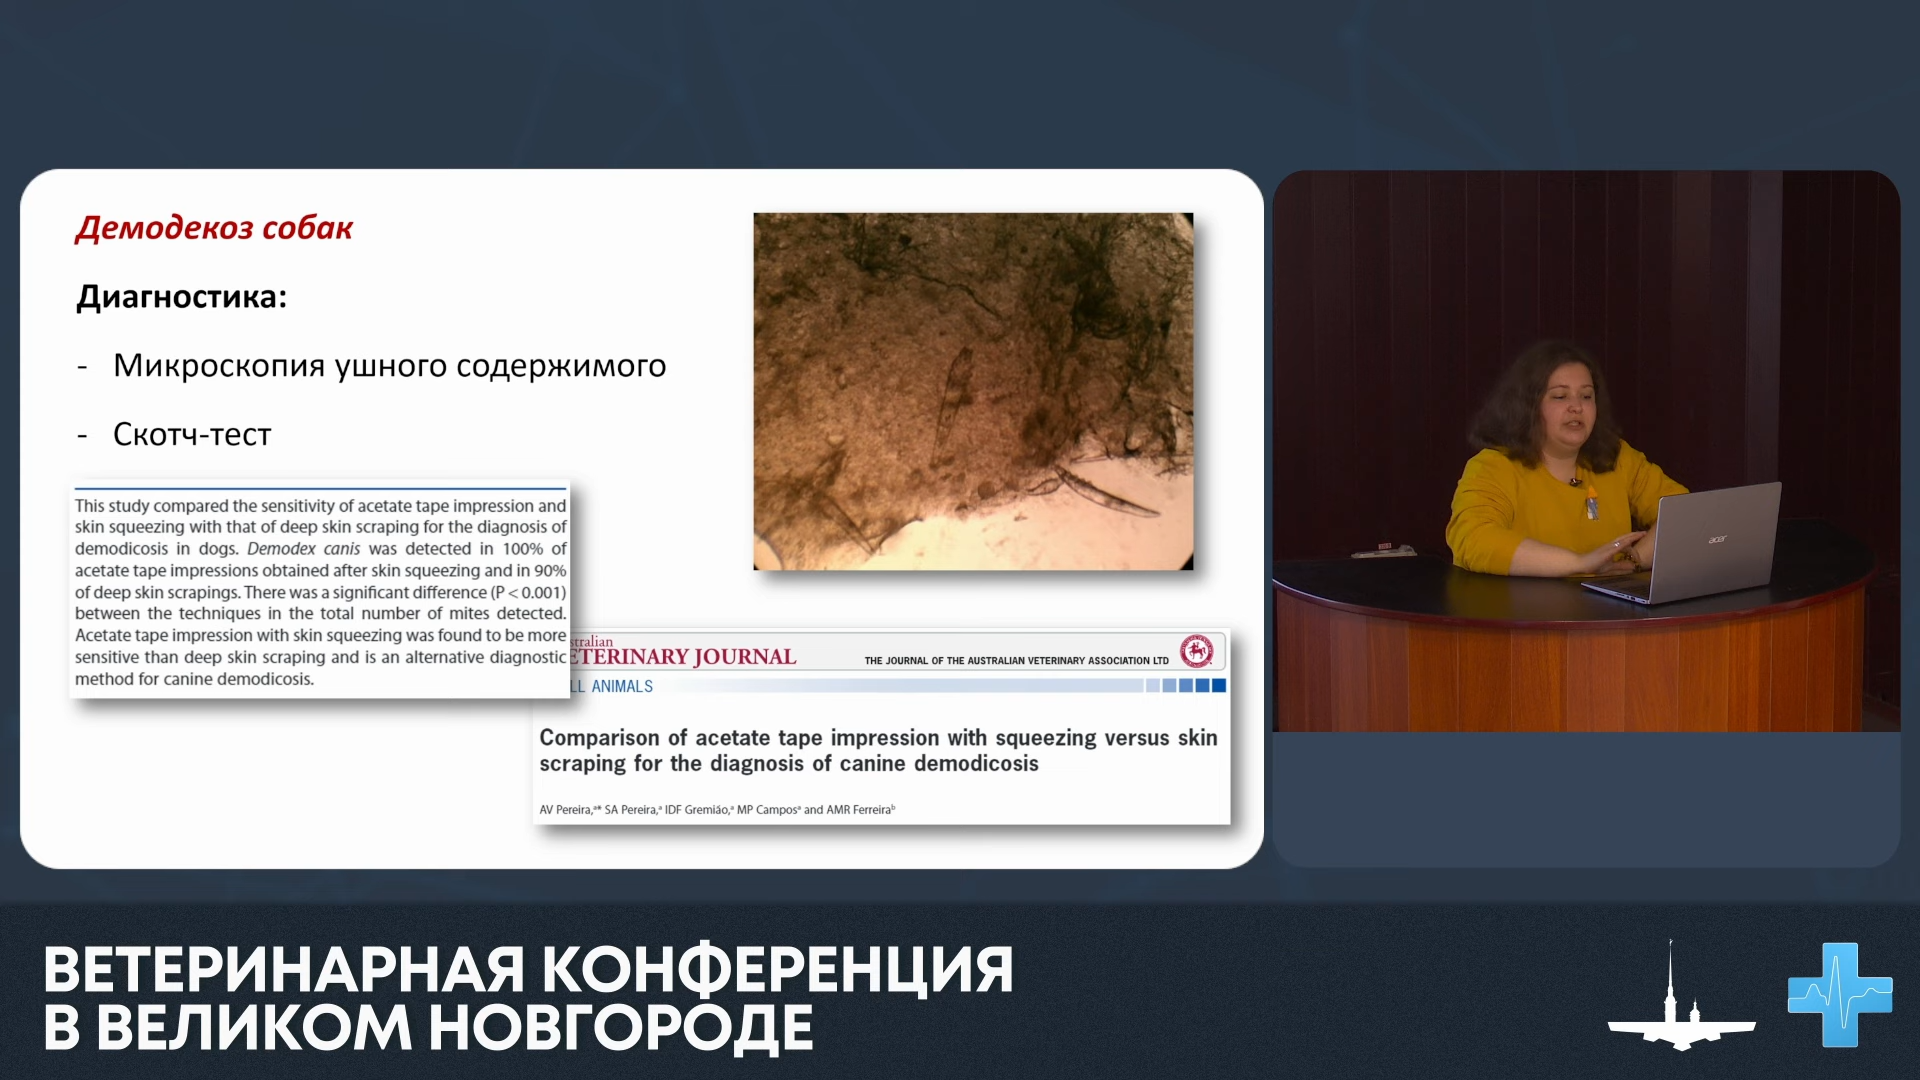 Демодекоз собак
Диагностика:
- Микроскопия ушного содержимого
- Скотч-тест
This study compared the sensitivity of acetate tape impression and
skin squeezing with that of deep skin scraping for the diagnosis of
demodicosis in dogs. Demodex canis was detected in 100% of
acetate tape impressions obtained after skin squeezing and in 90%
of deep skin scrapings. There was a significant difference (P < 0.001)
between the techniques in the total number of mites detected.
Acetate tape impression with skin squeezing was found to be more
sensitive than deep skin scraping and is an alternative diagnostic
method for canine demodicosis.
stralian
ETERINARY JOURNAL
THE JOURNAL OF THE AUSTRALIAN VETERINARY ASSOCIATION LTD
LL ANIMALS
Comparison of acetate tape impression with squeezing versus skin
scraping for the diagnosis of canine demodicosis
AV Pereira,ᵃ* SA Pereira,ᵃ IDF Gremião,ᵃ MP Camposᵃ and AMR Ferreiraᵇ
acer
ВЕТЕРИНАРНАЯ КОНФЕРЕНЦИЯ
В ВЕЛИКОМ НОВГОРОДЕ